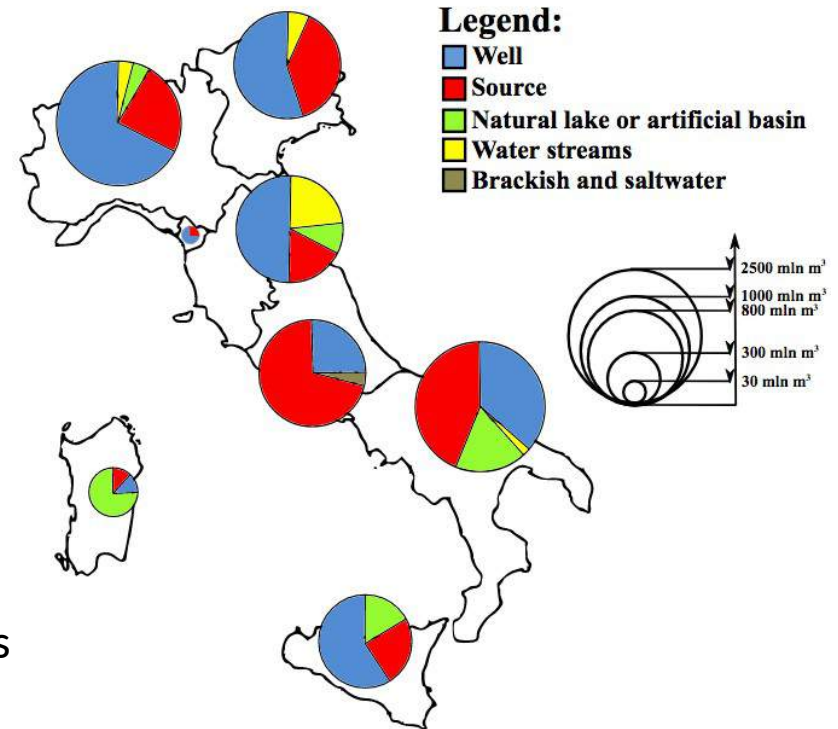 Legend:
Well
Source
Natural lake or artificial basin
Water streams
Brackish and saltwater
2500 mln m³
1000 mln m³
800 mln m³
300 mln m³
30 mln m³
s